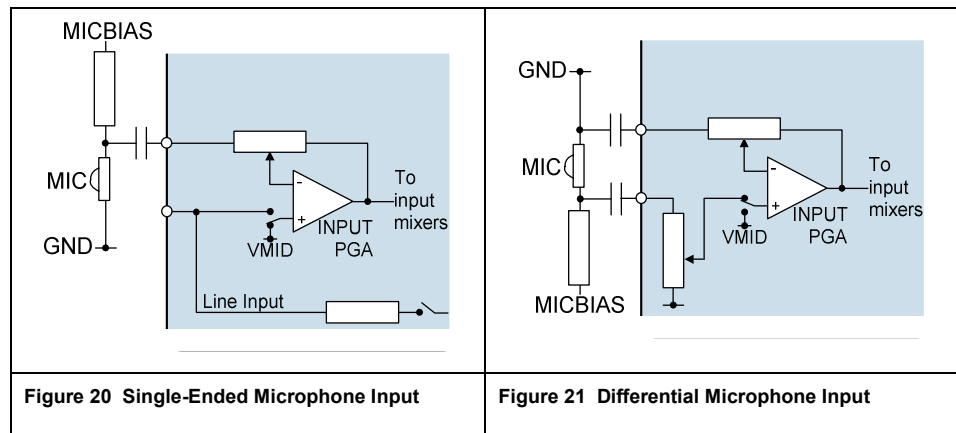 MICBIAS
MIC
GND
-
+
VMID
INPUT
PGA
To
input
mixers
Line Input
Figure 20 Single-Ended Microphone Input
GND
MIC
MICBIAS
-
+
VMID
INPUT
PGA
To
input
mixers
Figure 21 Differential Microphone Input